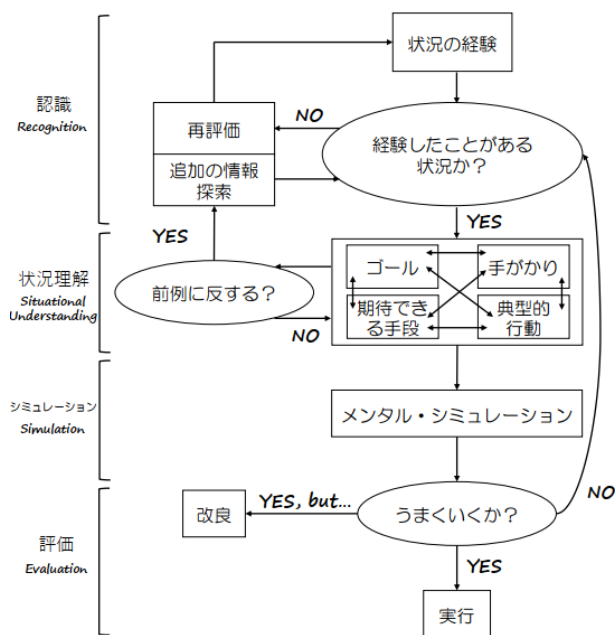 状況の経験
認識
Recognition
NO
再評価
追加の情報
探索
経験したことがある
状況か？
YES
YES
状況理解
Situational
Understanding
前例に反する？
NO
ゴール
手がかり
期待でき
る手段
典型的
行動
シミュレーション
Simulation
メンタル・シミュレーション
評価
Evaluation
改良
YES, but...
うまくいくか？
NO
YES
実行